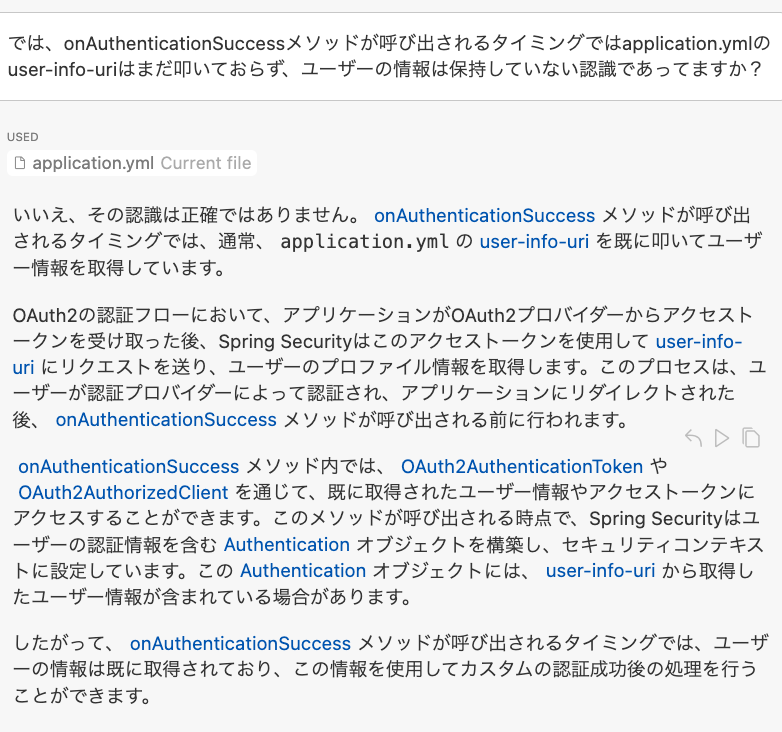 では、onAuthenticationSuccessメソッドが呼び出されるタイミングではapplication.ymlの
user-info-uriはまだ叩いておらず、ユーザーの情報は保持していない認識であってますか？
USED
application.yml Current file
いいえ、その認識は正確ではありません。 onAuthenticationSuccess メソッドが呼び出
されるタイミングでは、通常、 application.yml の user-info-uri を既に叩いてユーザ
ー情報を取得しています。
OAuth2の認証フローにおいて、アプリケーションがOAuth2プロバイダーからアクセスト
ークンを受け取った後、Spring Securityはこのアクセストークンを使用して user-info-
uri にリクエストを送り、ユーザーのプロファイル情報を取得します。このプロセスは、ユ
ーザーが認証プロバイダーによって認証され、アプリケーションにリダイレクトされた
後、 onAuthenticationSuccess メソッドが呼び出される前に行われます。
onAuthenticationSuccess メソッド内では、 OAuth2AuthenticationToken や
OAuth2AuthorizedClient を通じて、既に取得されたユーザー情報やアクセストークンに
アクセスすることができます。このメソッドが呼び出される時点で、Spring Securityはユ
ーザーの認証情報を含む Authentication オブジェクトを構築し、セキュリティコンテキス
トに設定しています。この Authentication オブジェクトには、 user-info-uri から取得し
たユーザー情報が含まれている場合があります。
したがって、 onAuthenticationSuccess メソッドが呼び出されるタイミングでは、ユーザ
ーの情報は既に取得されており、この情報を使用してカスタムの認証成功後の処理を行う
ことができます。